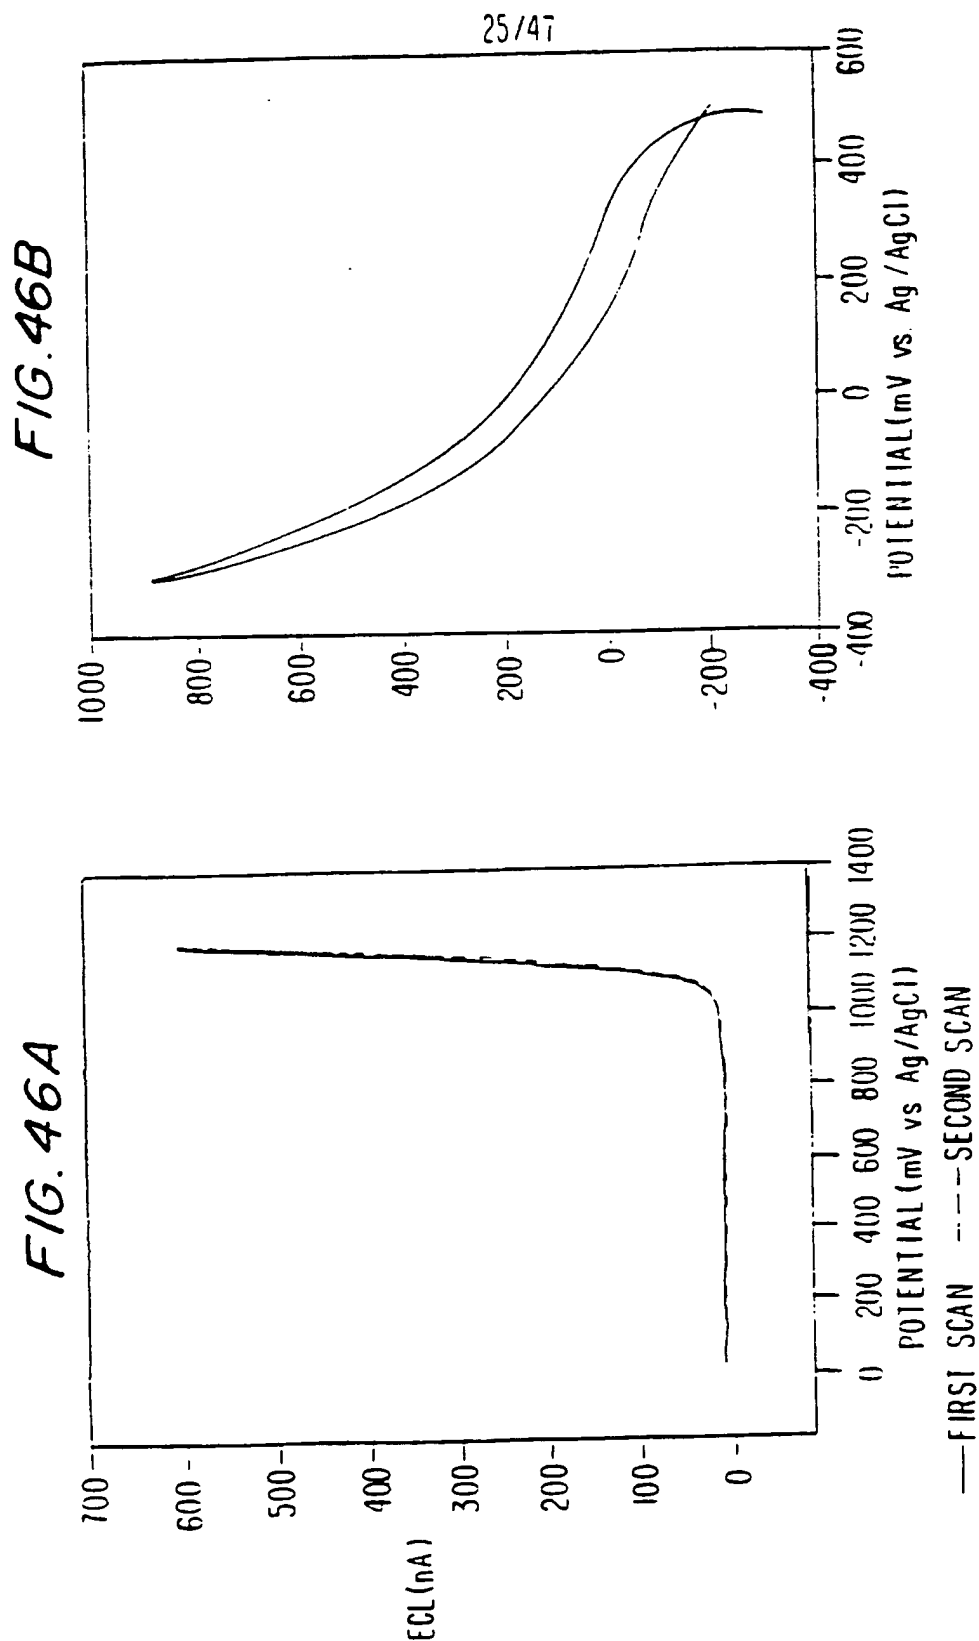 25/47
FIG. 46A
700
600
500
400
300
200
100
0
ECL(nA)
0 200 400 600 800 1000 1200 1400
POTENTIAL(mV vs Ag/AgCl)
FIRST SCAN SECOND SCAN
FIG. 46B
1000
800
600
400
200
0
-200
-400
-400 -200 0 200 400 600
POTENTIAL(mV vs. Ag/AgCl)